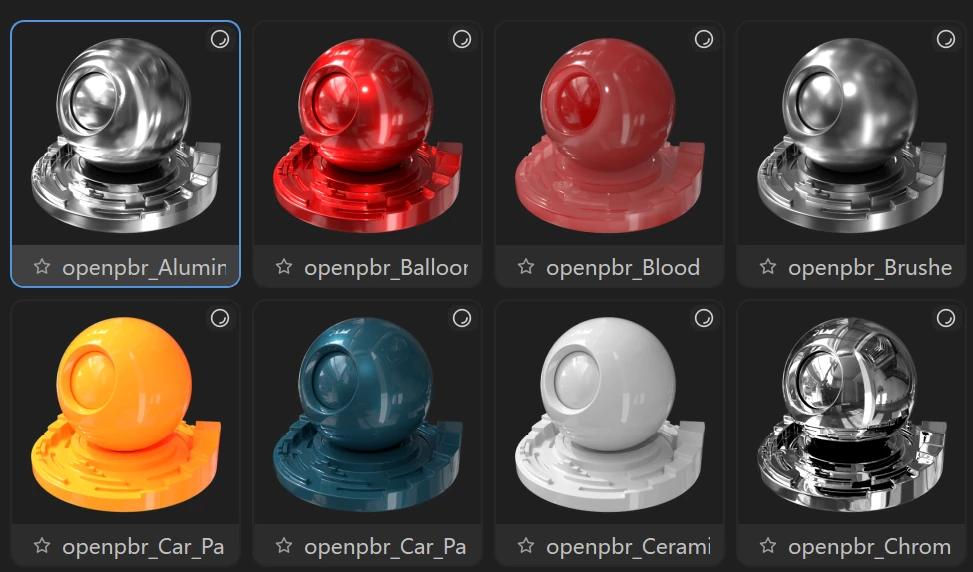 openpbr_Alumin
openpbr_Balloor
openpbr_Blood
openpbr_Brushe
openpbr_Car_Pa
openpbr_Car_Pa
openpbr_Cerami
openpbr_Chrom